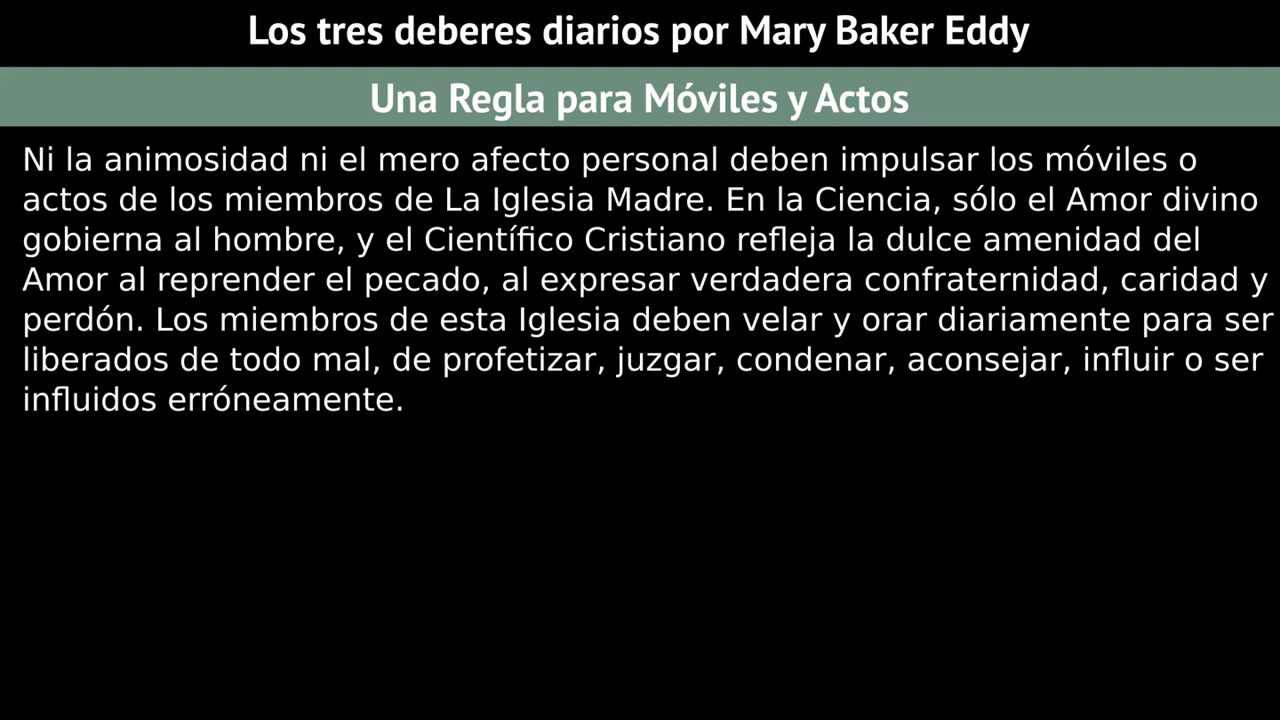 Los tres deberes diarios por Mary Baker Eddy
Una Regla para Móviles y Actos
Ni la animosidad ni el mero afecto personal deben impulsar los móviles o
actos de los miembros de La Iglesia Madre. En la Ciencia, sólo el Amor divino
gobierna al hombre, y el Científico Cristiano refleja la dulce amenidad del
Amor al reprender el pecado, al expresar verdadera confraternidad, caridad y
perdón. Los miembros de esta Iglesia deben velar y orar diariamente para ser
liberados de todo mal, de profetizar, juzgar, condenar, aconsejar, influir o ser
influidos erróneamente.